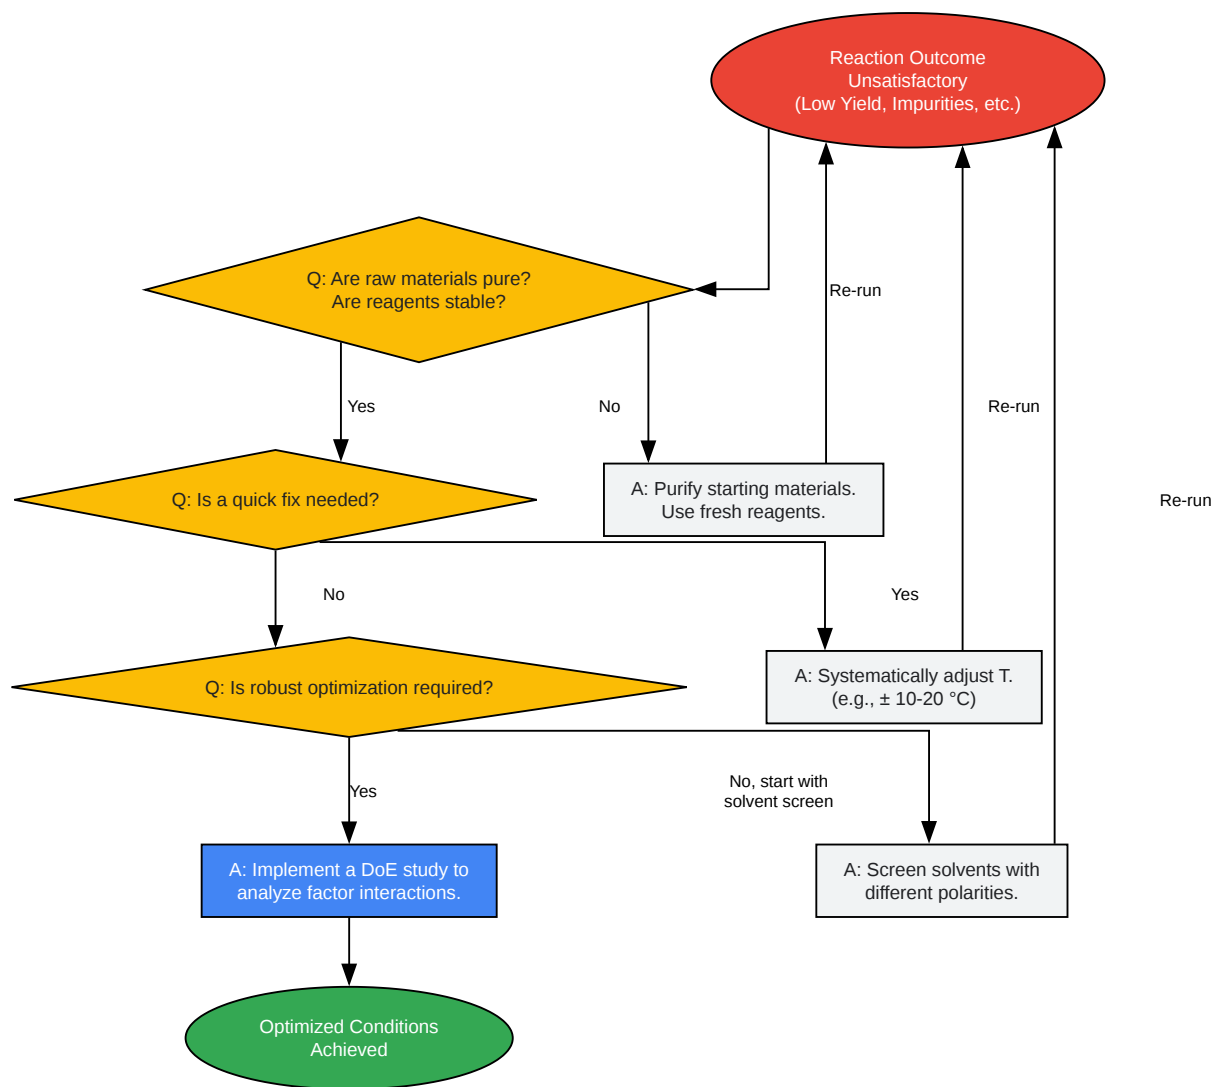 Reaction Outcome
Unsatisfactory
(Low Yield, Impurities, etc.)
Q: Are raw materials pure?
Are reagents stable?
Re-run
Yes
No
Re-run
Q: Is a quick fix needed?
A: Purify starting materials.
Use fresh reagents.
Re-run
No
Yes
Q: Is robust optimization required?
A: Systematically adjust T.
(e.g., ± 10-20 °C)
Yes
No, start with
solvent screen
A: Implement a DoE study to
analyze factor interactions.
A: Screen solvents with
different polarities.
Optimized Conditions
Achieved